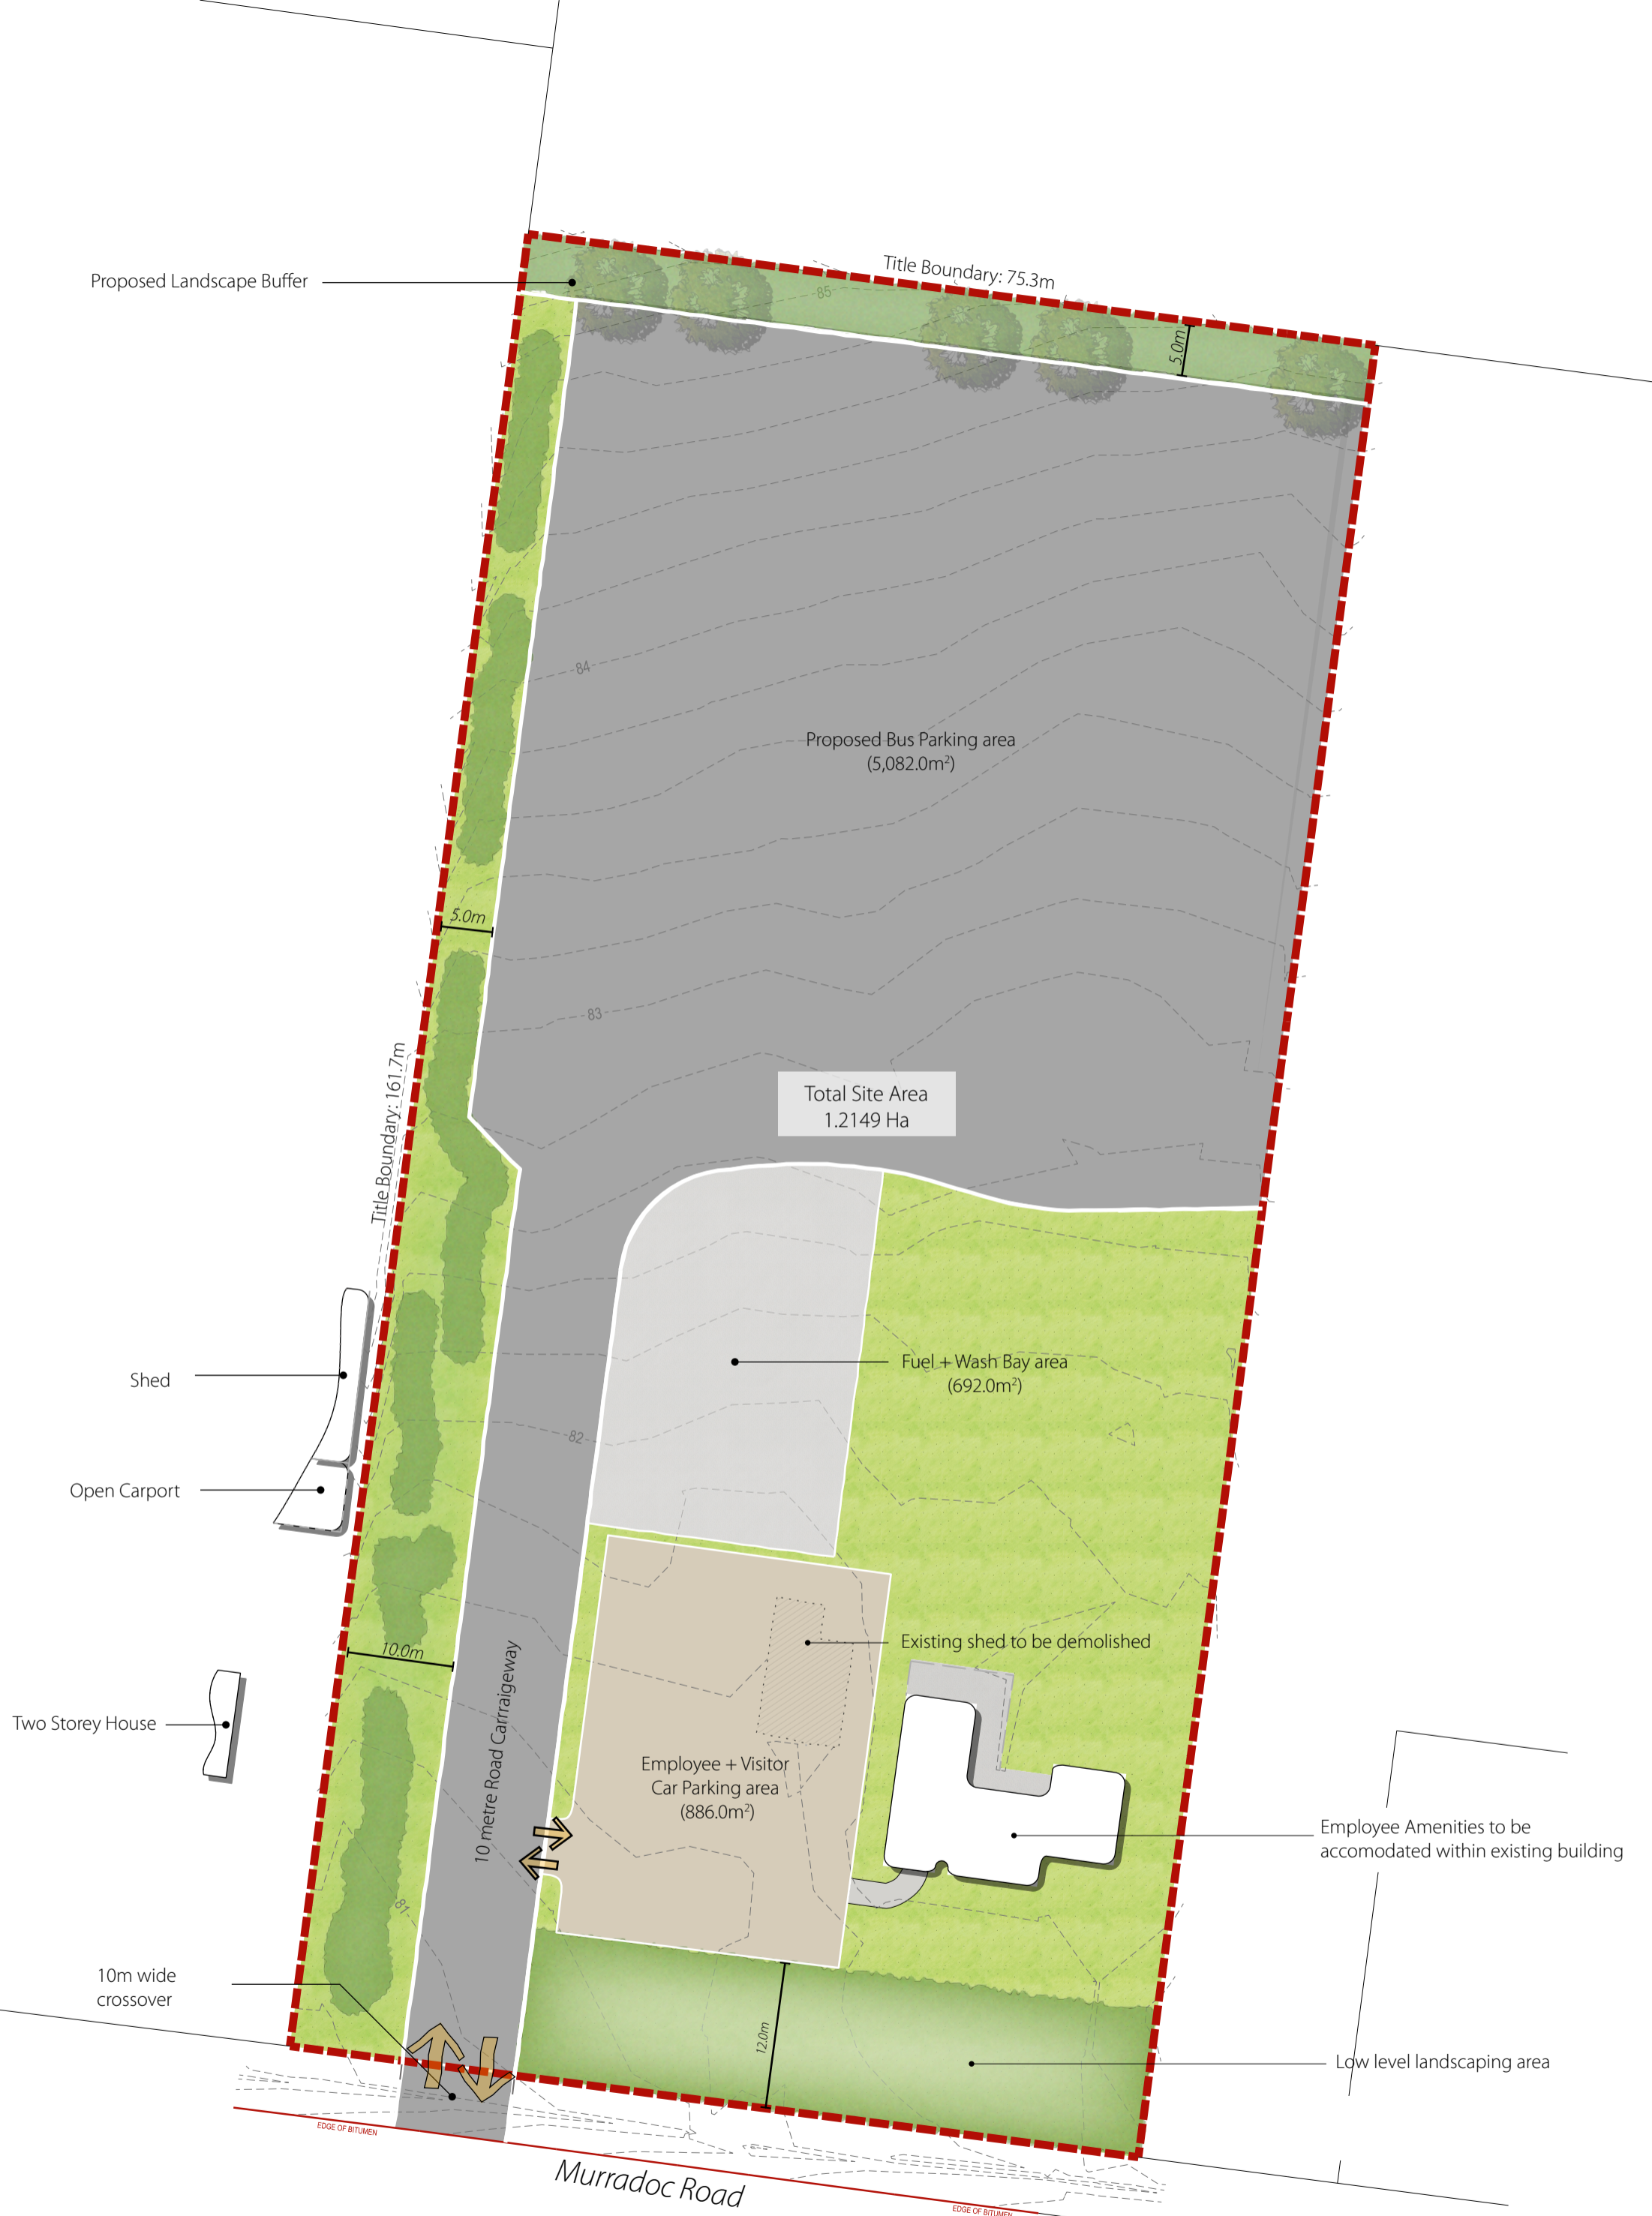 Title Boundary: 75.3m
Proposed Landscape Buffer
85
5.0m
84
Proposed Bus Parking area
(5,082.0m²)
5.0m
83
Title Boundary: 161.7m
Total Site Area
1.2149 Ha
Fuel + Wash Bay area
(692.0m²)
Shed
82
Open Carport
Existing shed to be demolished
10.0m
10 metre Road Carrraigeway
Two Storey House
Employee + Visitor
Car Parking area
(886.0m²)
Employee Amenities to be
accomodated within existing building
81
10m wide
crossover
12.0m
Low level landscaping area
EDGE OF BITUMEN
Murradoc Road
EDGE OF BITUMEN